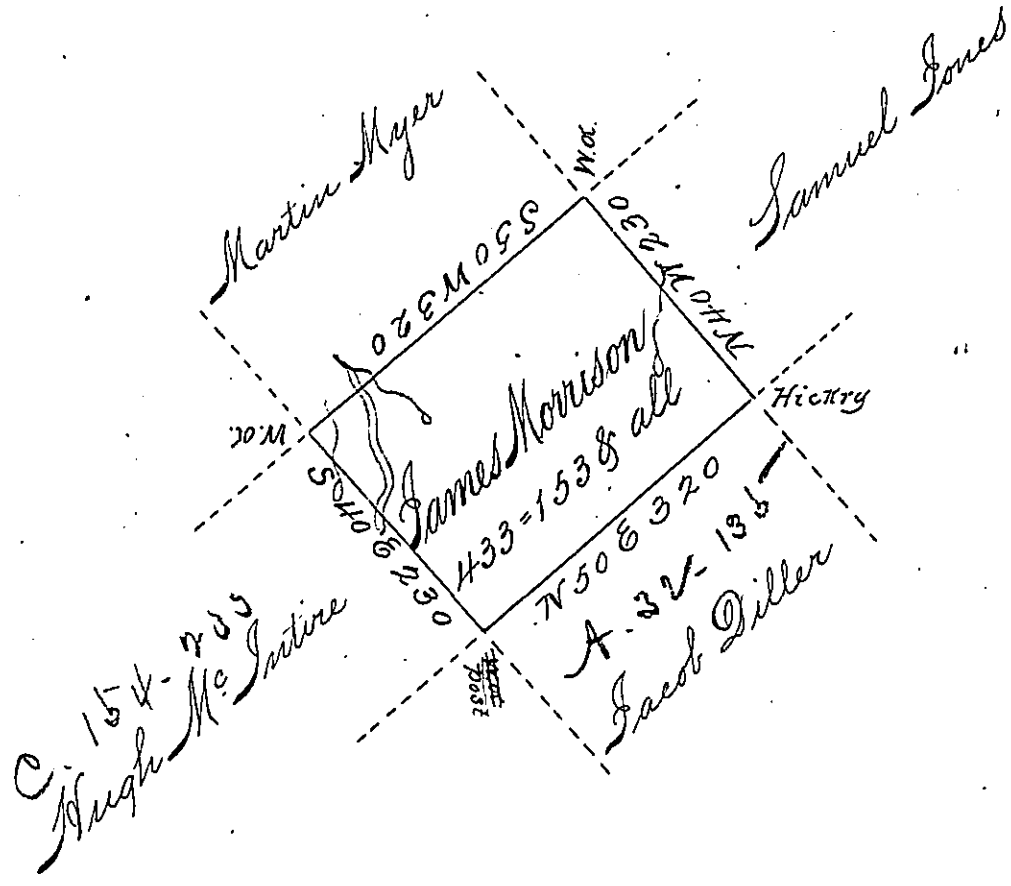 Martin Myer
Samuel Jones
W.O.
S 50 W 320
N 40 W 230
Hickry
W.O.
S 40 E 230
James Morrison
433 = 153 & all
N 50 E 320
A - 32 - 135
Jacob Diller
Post
C. 154 - 235
Hugh McIntire